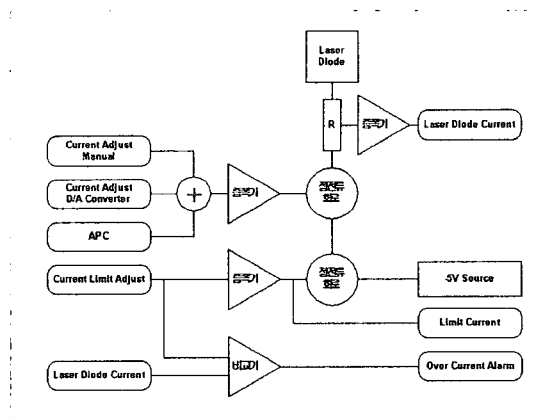 Laser
Diode
R
증폭기
Laser Diode Current
Current Adjust
Manual
Current Adjust
D/A Converter
+
증폭기
정전류
회로
APC
Current Limit Adjust
증폭기
정전류
회로
-5V Source
Limit Current
비교기
Over Current Alarm
Laser Diode Current